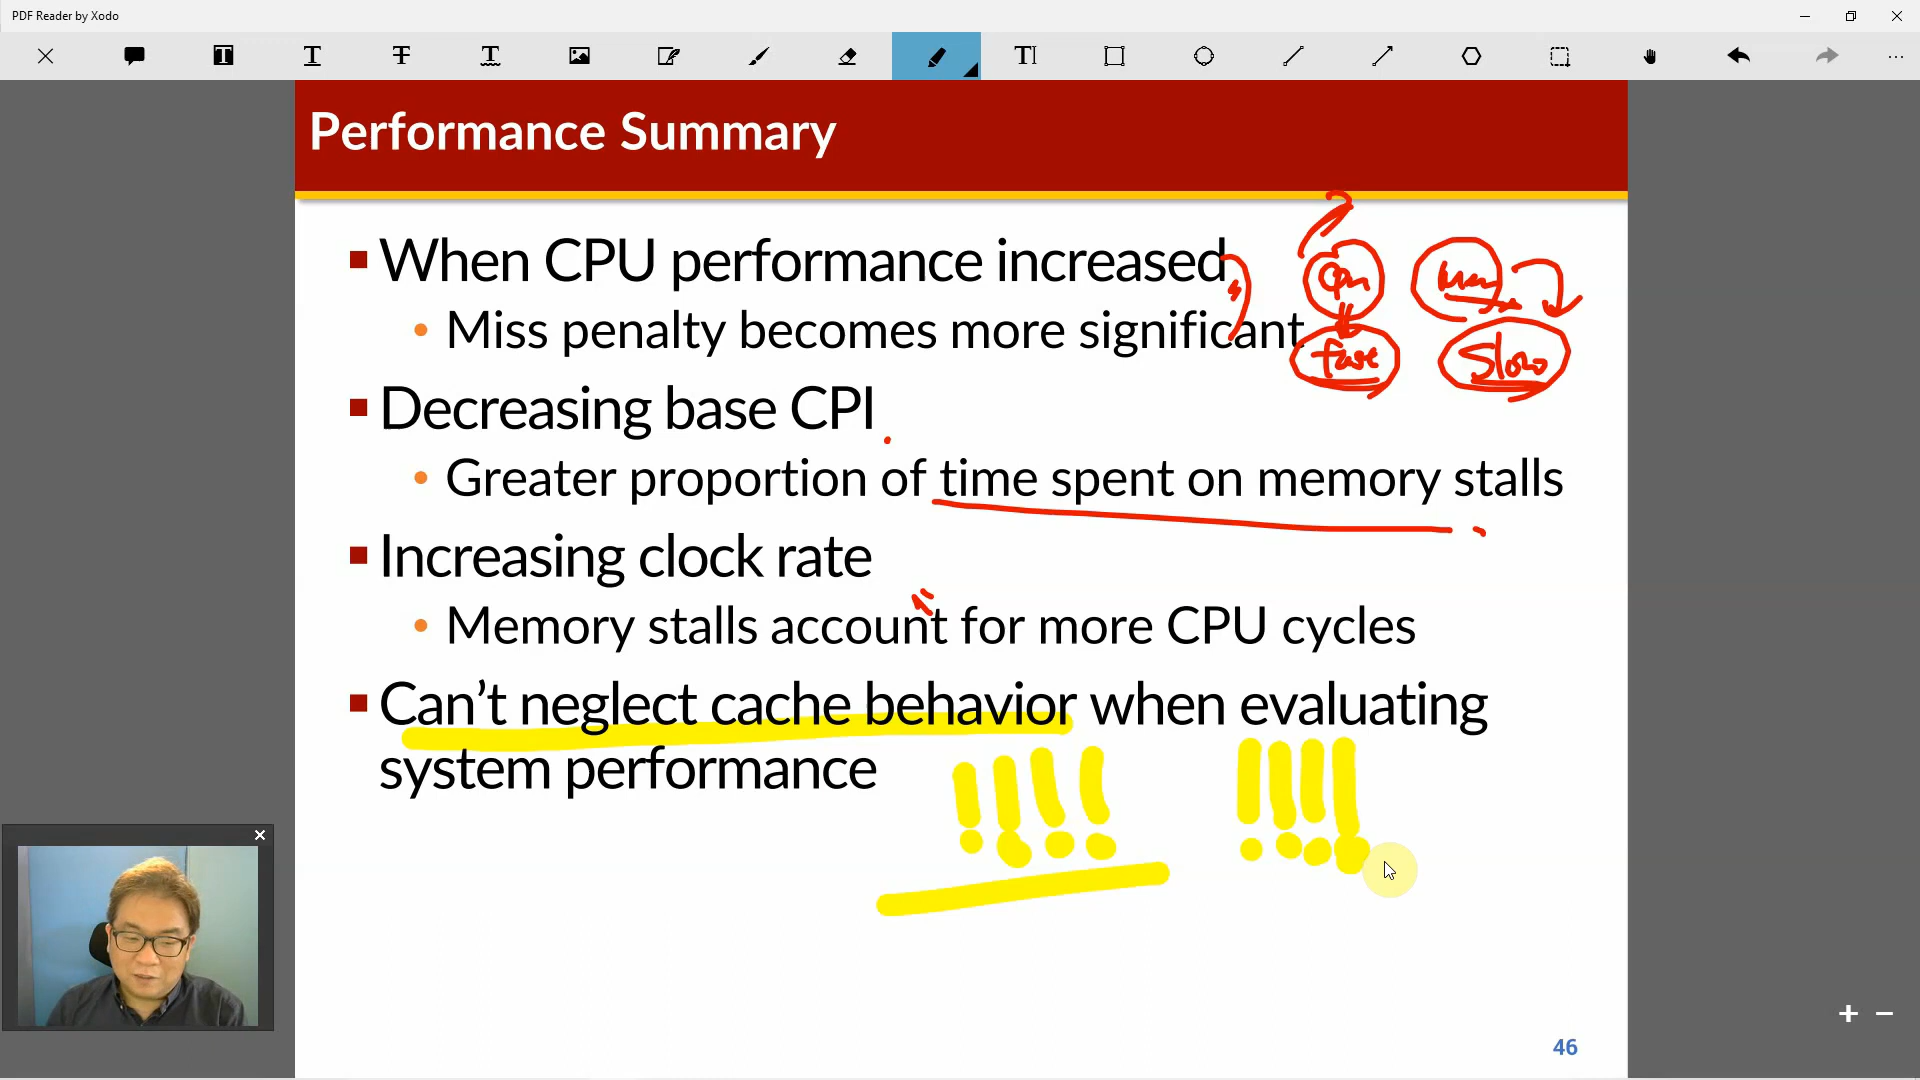 PDF Reader by Xodo
Performance Summary
When CPU performance increased
Miss penalty becomes more significant
Cpu
Mem
fast
Slow
Decreasing base CPI
Greater proportion of time spent on memory stalls
Increasing clock rate
Memory stalls account for more CPU cycles
Can't neglect cache behavior when evaluating
system performance
!!!! !!!!
46